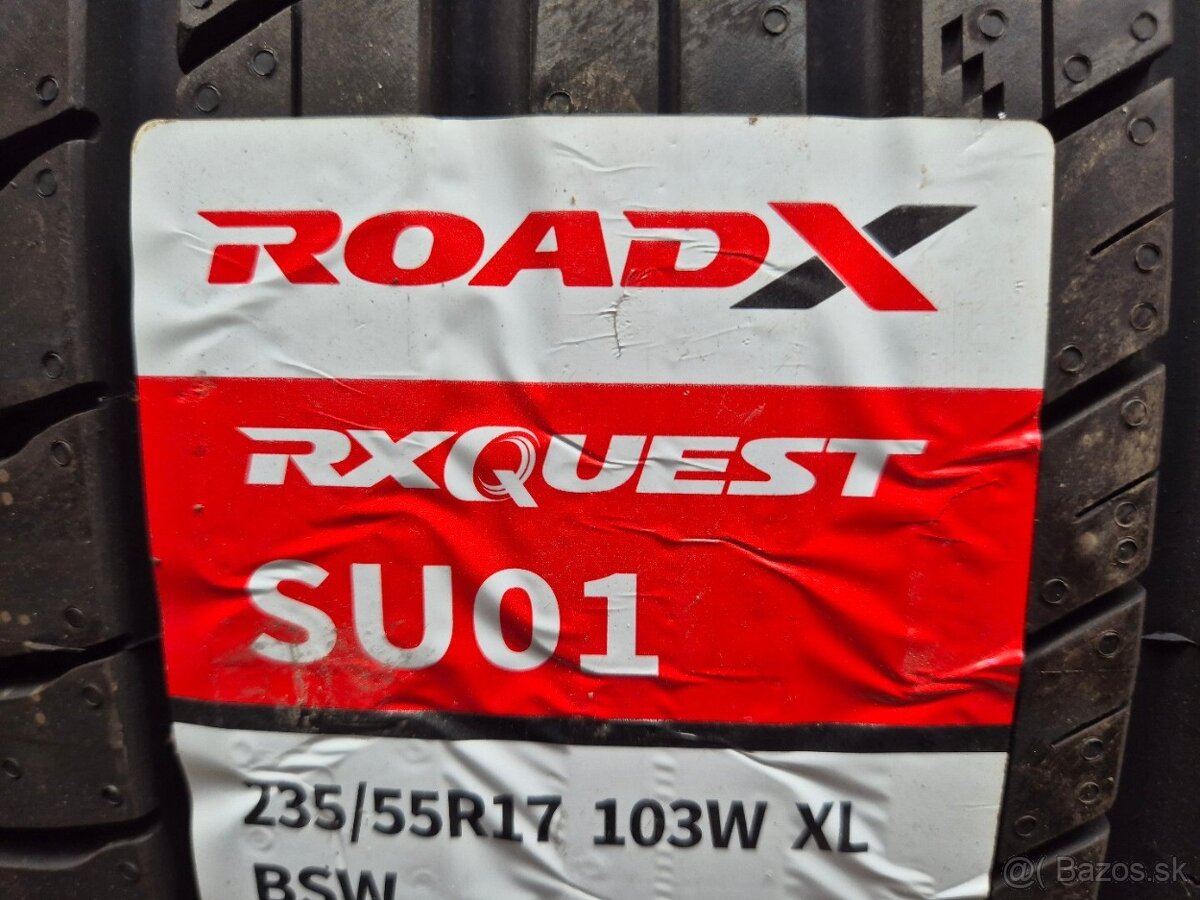 ROADX
RXQUEST
SU01
235/55R17 103W XL
BSW
@( Bazos.sk